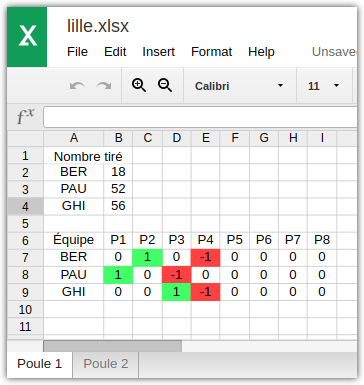 X
lille.xlsx
File Edit Insert Format Help Unsave
Calibri 11
fx
A B C D E F G H I
1 Nombre tiré
2 BER 18
3 PAU 52
4 GHI 56
5
6 Équipe P1 P2 P3 P4 P5 P6 P7 P8
7 BER 0 1 0 -1 0 0 0 0
8 PAU 1 0 -1 0 0 0 0 0
9 GHI 0 0 1 -1 0 0 0 0
10
11
Poule 1 Poule 2